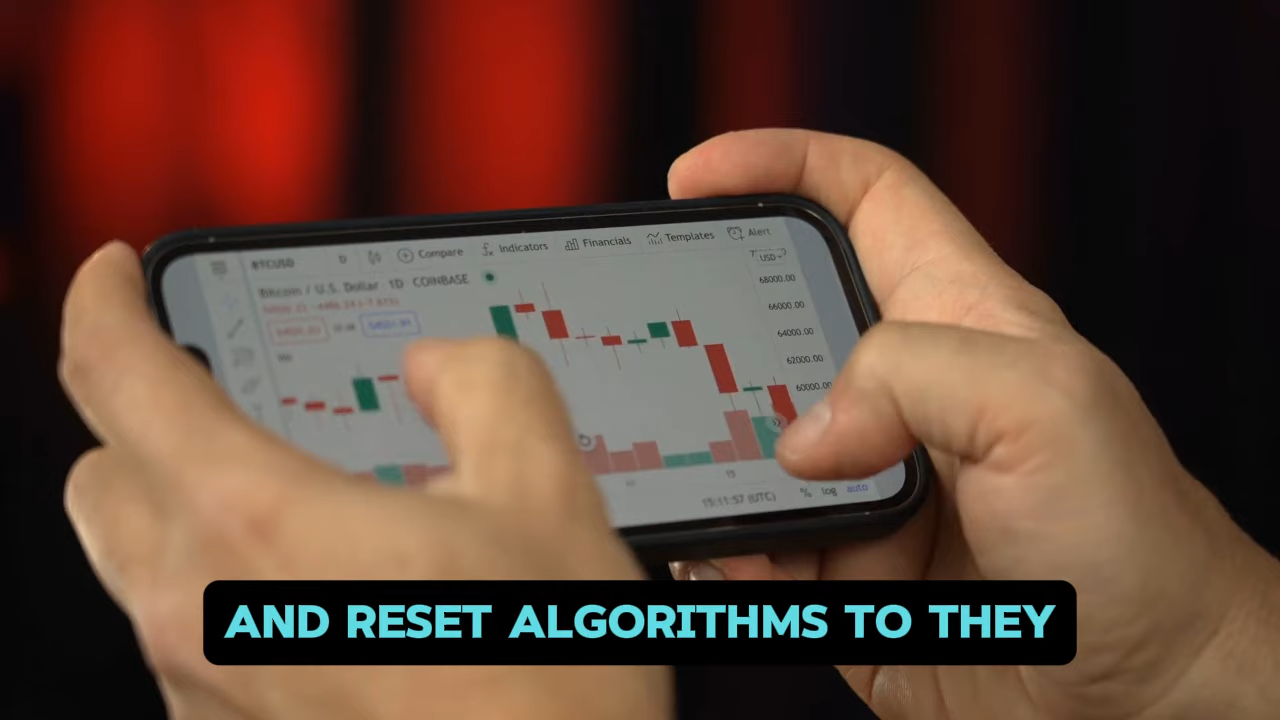 BTCUSD D Compare Indicators Financials Templates Alert
Bitcoin / U.S. Dollar · 1D COINBASE
USD
68000.00
66000.00
64000.00
62000.00
60000.00
15
15:11:57 (UTC) % log auto
AND RESET ALGORITHMS TO THEY